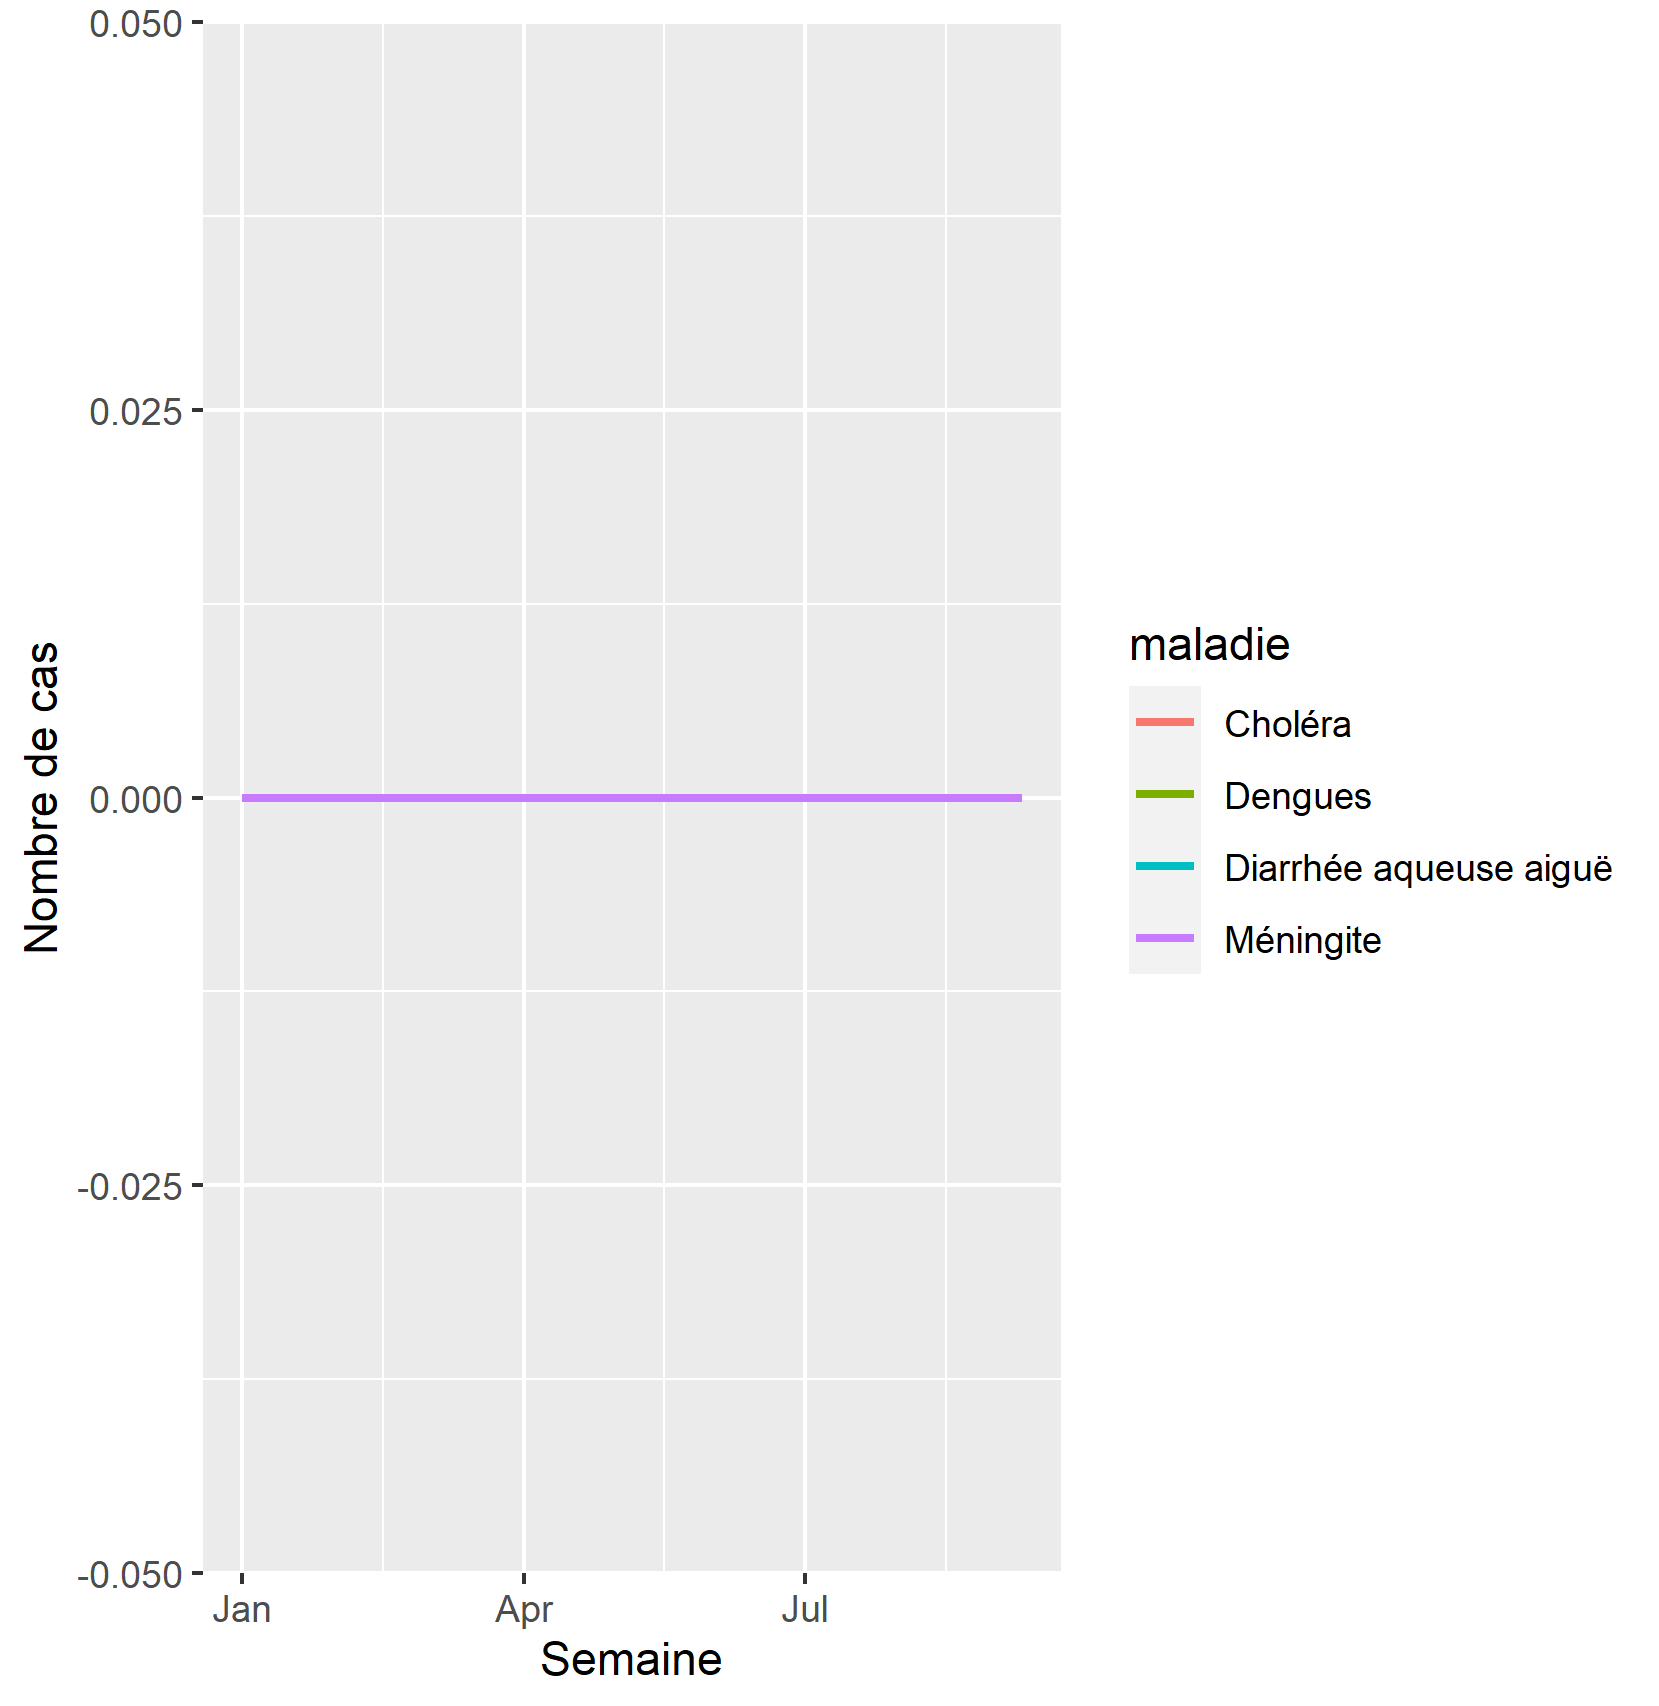 Nombre de cas
0.050
0.025
0.000
-0.025
-0.050
Jan
Apr
Jul
Semaine
maladie
Choléra
Dengues
Diarrhée aqueuse aiguë
Méningite